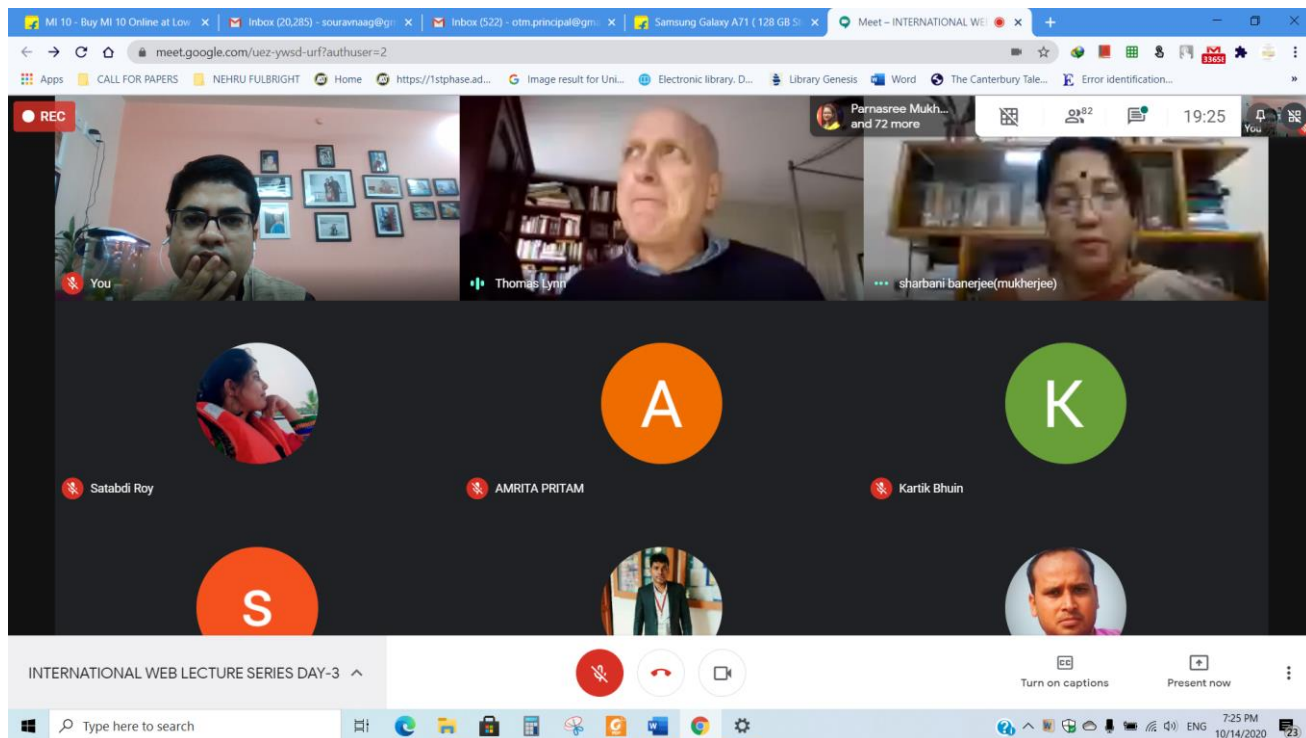 MI 10 - Buy MI 10 Online at Low
Inbox (20,285) - souravnaag@gm
Inbox (522) - otm.principal@gma
Samsung Galaxy A71 ( 128 GB St
Meet – INTERNATIONAL WE
meet.google.com/uez-ywsd-urf?authuser=2
33658
Apps
CALL FOR PAPERS
NEHRU FULBRIGHT
Home
https://1stphase.ad...
Image result for Uni...
Electronic library. D...
Library Genesis
Word
The Canterbury Tale...
Error identification...
REC
Parnasree Mukh...
and 72 more
82
19:25
You
You
Thomas Lynn
sharbani banerjee(mukherjee)
A
K
Satabdi Roy
AMRITA PRITAM
Kartik Bhuin
S
INTERNATIONAL WEB LECTURE SERIES DAY-3
CC
Turn on captions
Present now
Type here to search
ENG
7:25 PM
10/14/2020
23